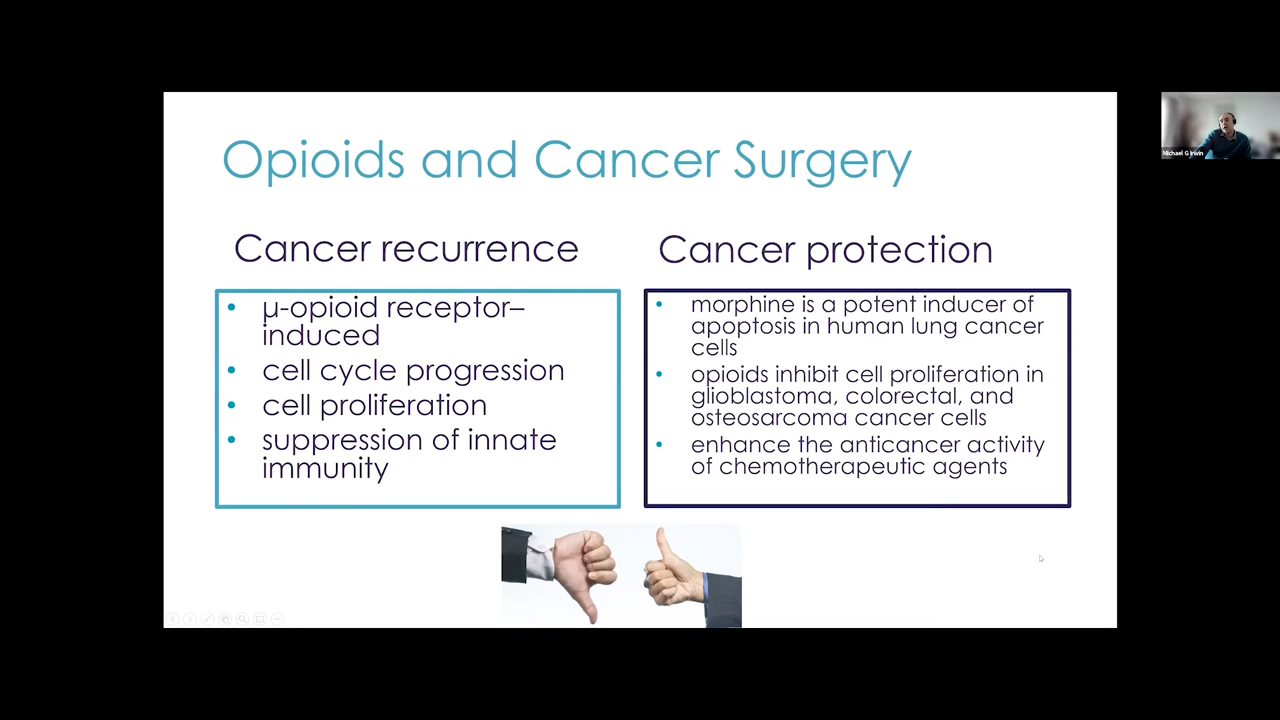 Opioids and Cancer Surgery
Cancer recurrence
• µ-opioid receptor–
induced
• cell cycle progression
• cell proliferation
• suppression of innate
immunity
Cancer protection
• morphine is a potent inducer of
apoptosis in human lung cancer
cells
• opioids inhibit cell proliferation in
glioblastoma, colorectal, and
osteosarcoma cancer cells
• enhance the anticancer activity
of chemotherapeutic agents
Michael G Irwin